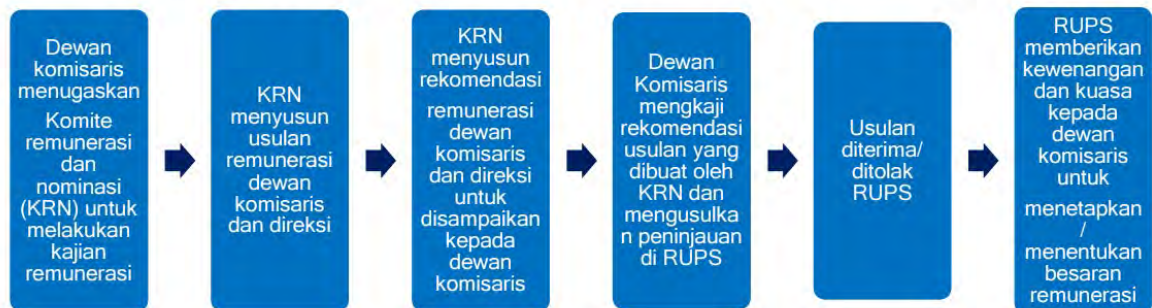 Dewan
komisaris
menugaskan
Komite
remunerasi
dan
nominasi
(KRN) untuk
melakukan
kajian
remunerasi
KRN
menyusun
usulan
remunerasi
dewan
komisaris
dan direksi
KRN
menyusun
rekomendasi
remunerasi
dewan
komisaris
dan direksi
untuk
disampaikan
kepada
dewan
komisaris
Dewan
Komisaris
mengkaji
rekomendasi
usulan yang
dibuat oleh
KRN dan
mengusulka
n peninjauan
di RUPS
Usulan
diterima/
ditolak
RUPS
RUPS
memberikan
kewenangan
dan kuasa
kepada
dewan
komisaris
untuk
menetapkan
/
menentukan
besaran
remunerasi